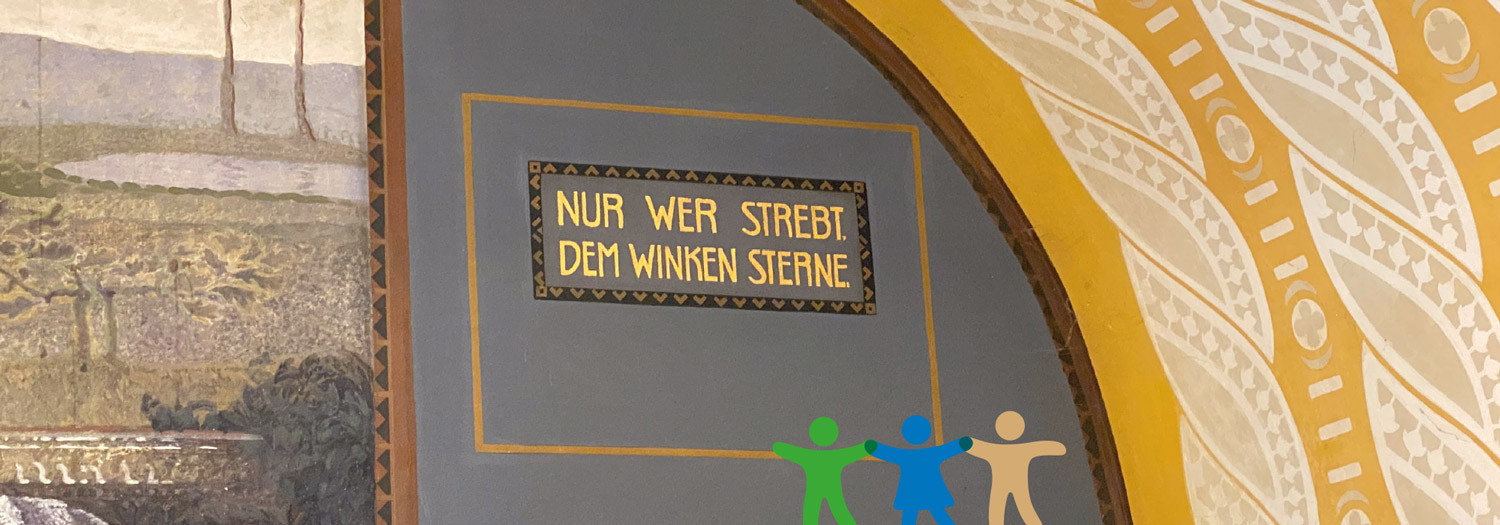 NUR WER STREBT,
DEM WINKEN STERNE.